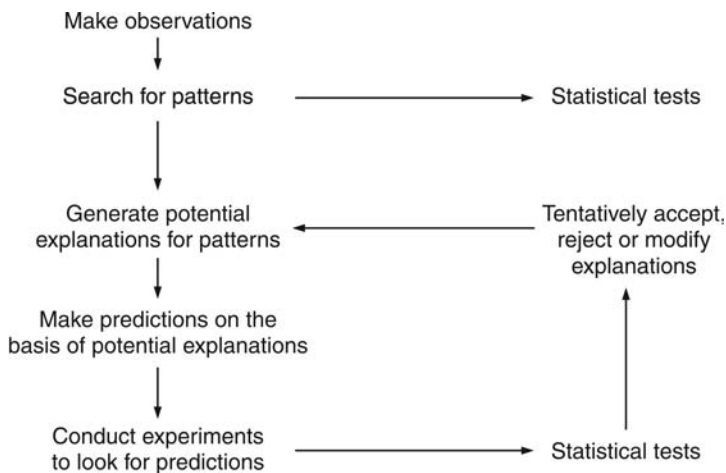 Make observations
Search for patterns
Statistical tests
Generate potential
explanations for patterns
Tentatively accept,
reject or modify
explanations
Make predictions on the
basis of potential explanations
Conduct experiments
to look for predictions
Statistical tests